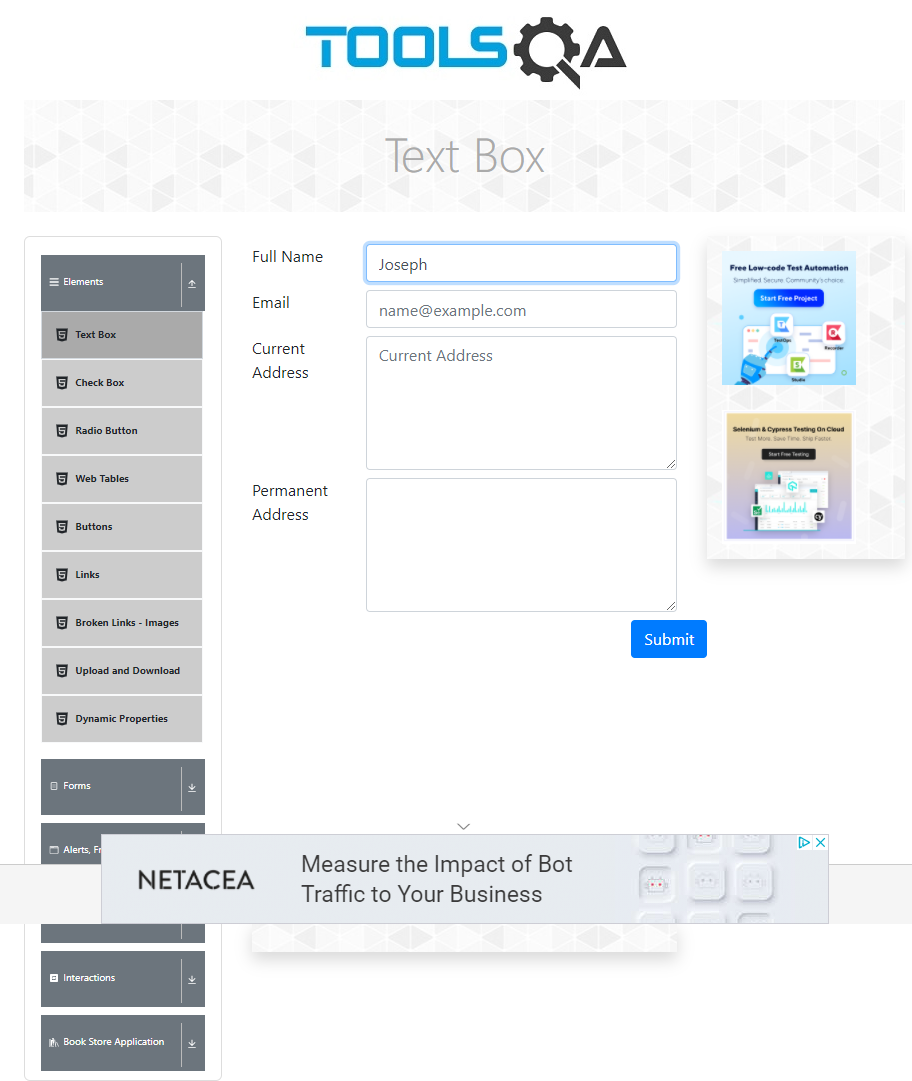 TOOLSQA
Text Box
Elements
Text Box
Check Box
Radio Button
Web Tables
Buttons
Links
Broken Links - Images
Upload and Download
Dynamic Properties
Forms
Alerts, Fr
Interactions
Book Store Application
Full Name
Joseph
Email
name@example.com
Current
Address
Current Address
Permanent
Address
Submit
Free Low-code Test Automation
Simplified. Secure. Community's choice.
Start Free Project
TestOps
Recorder
Studio
Selenium & Cypress Testing On Cloud
Test More. Save Time. Ship Faster.
Start Free Testing
cy
NETACEA
Measure the Impact of Bot
Traffic to Your Business